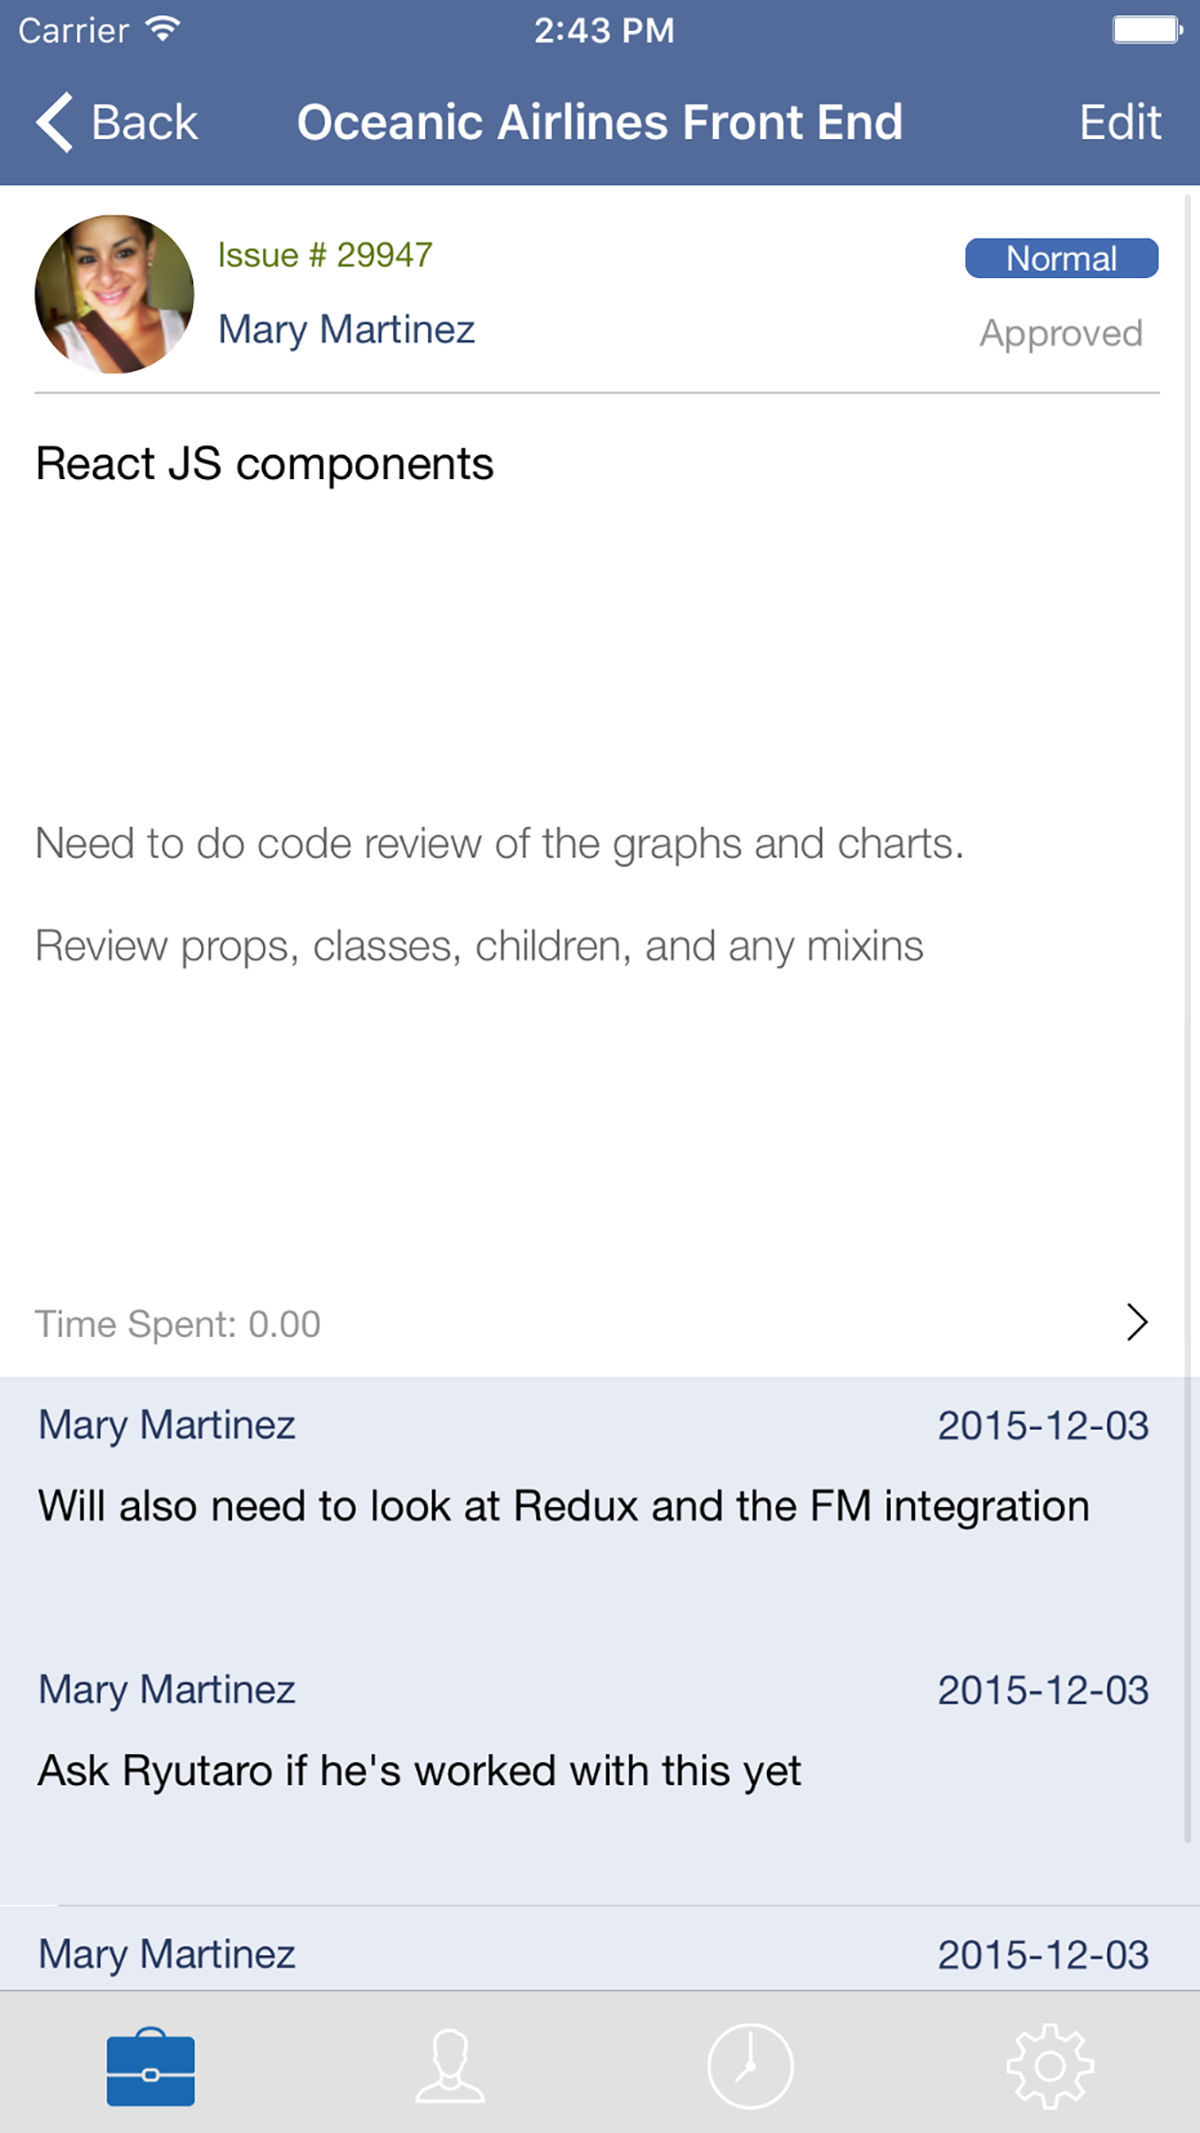 Carrier 2:43 PM
Back Oceanic Airlines Front End Edit
Issue # 29947 Normal
Mary Martinez Approved
React JS components
Need to do code review of the graphs and charts.
Review props, classes, children, and any mixins
Time Spent: 0.00
Mary Martinez 2015-12-03
Will also need to look at Redux and the FM integration
Mary Martinez 2015-12-03
Ask Ryutaro if he's worked with this yet
Mary Martinez 2015-12-03